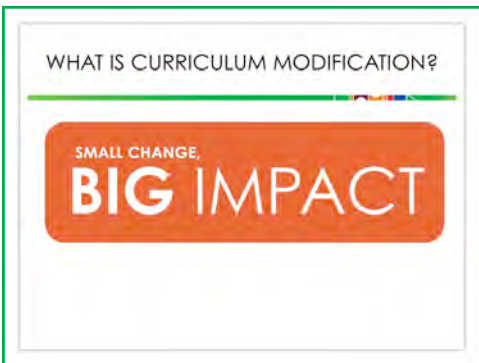 WHAT IS CURRICULUM MODIFICATION?
SMALL CHANGE,
BIG IMPACT